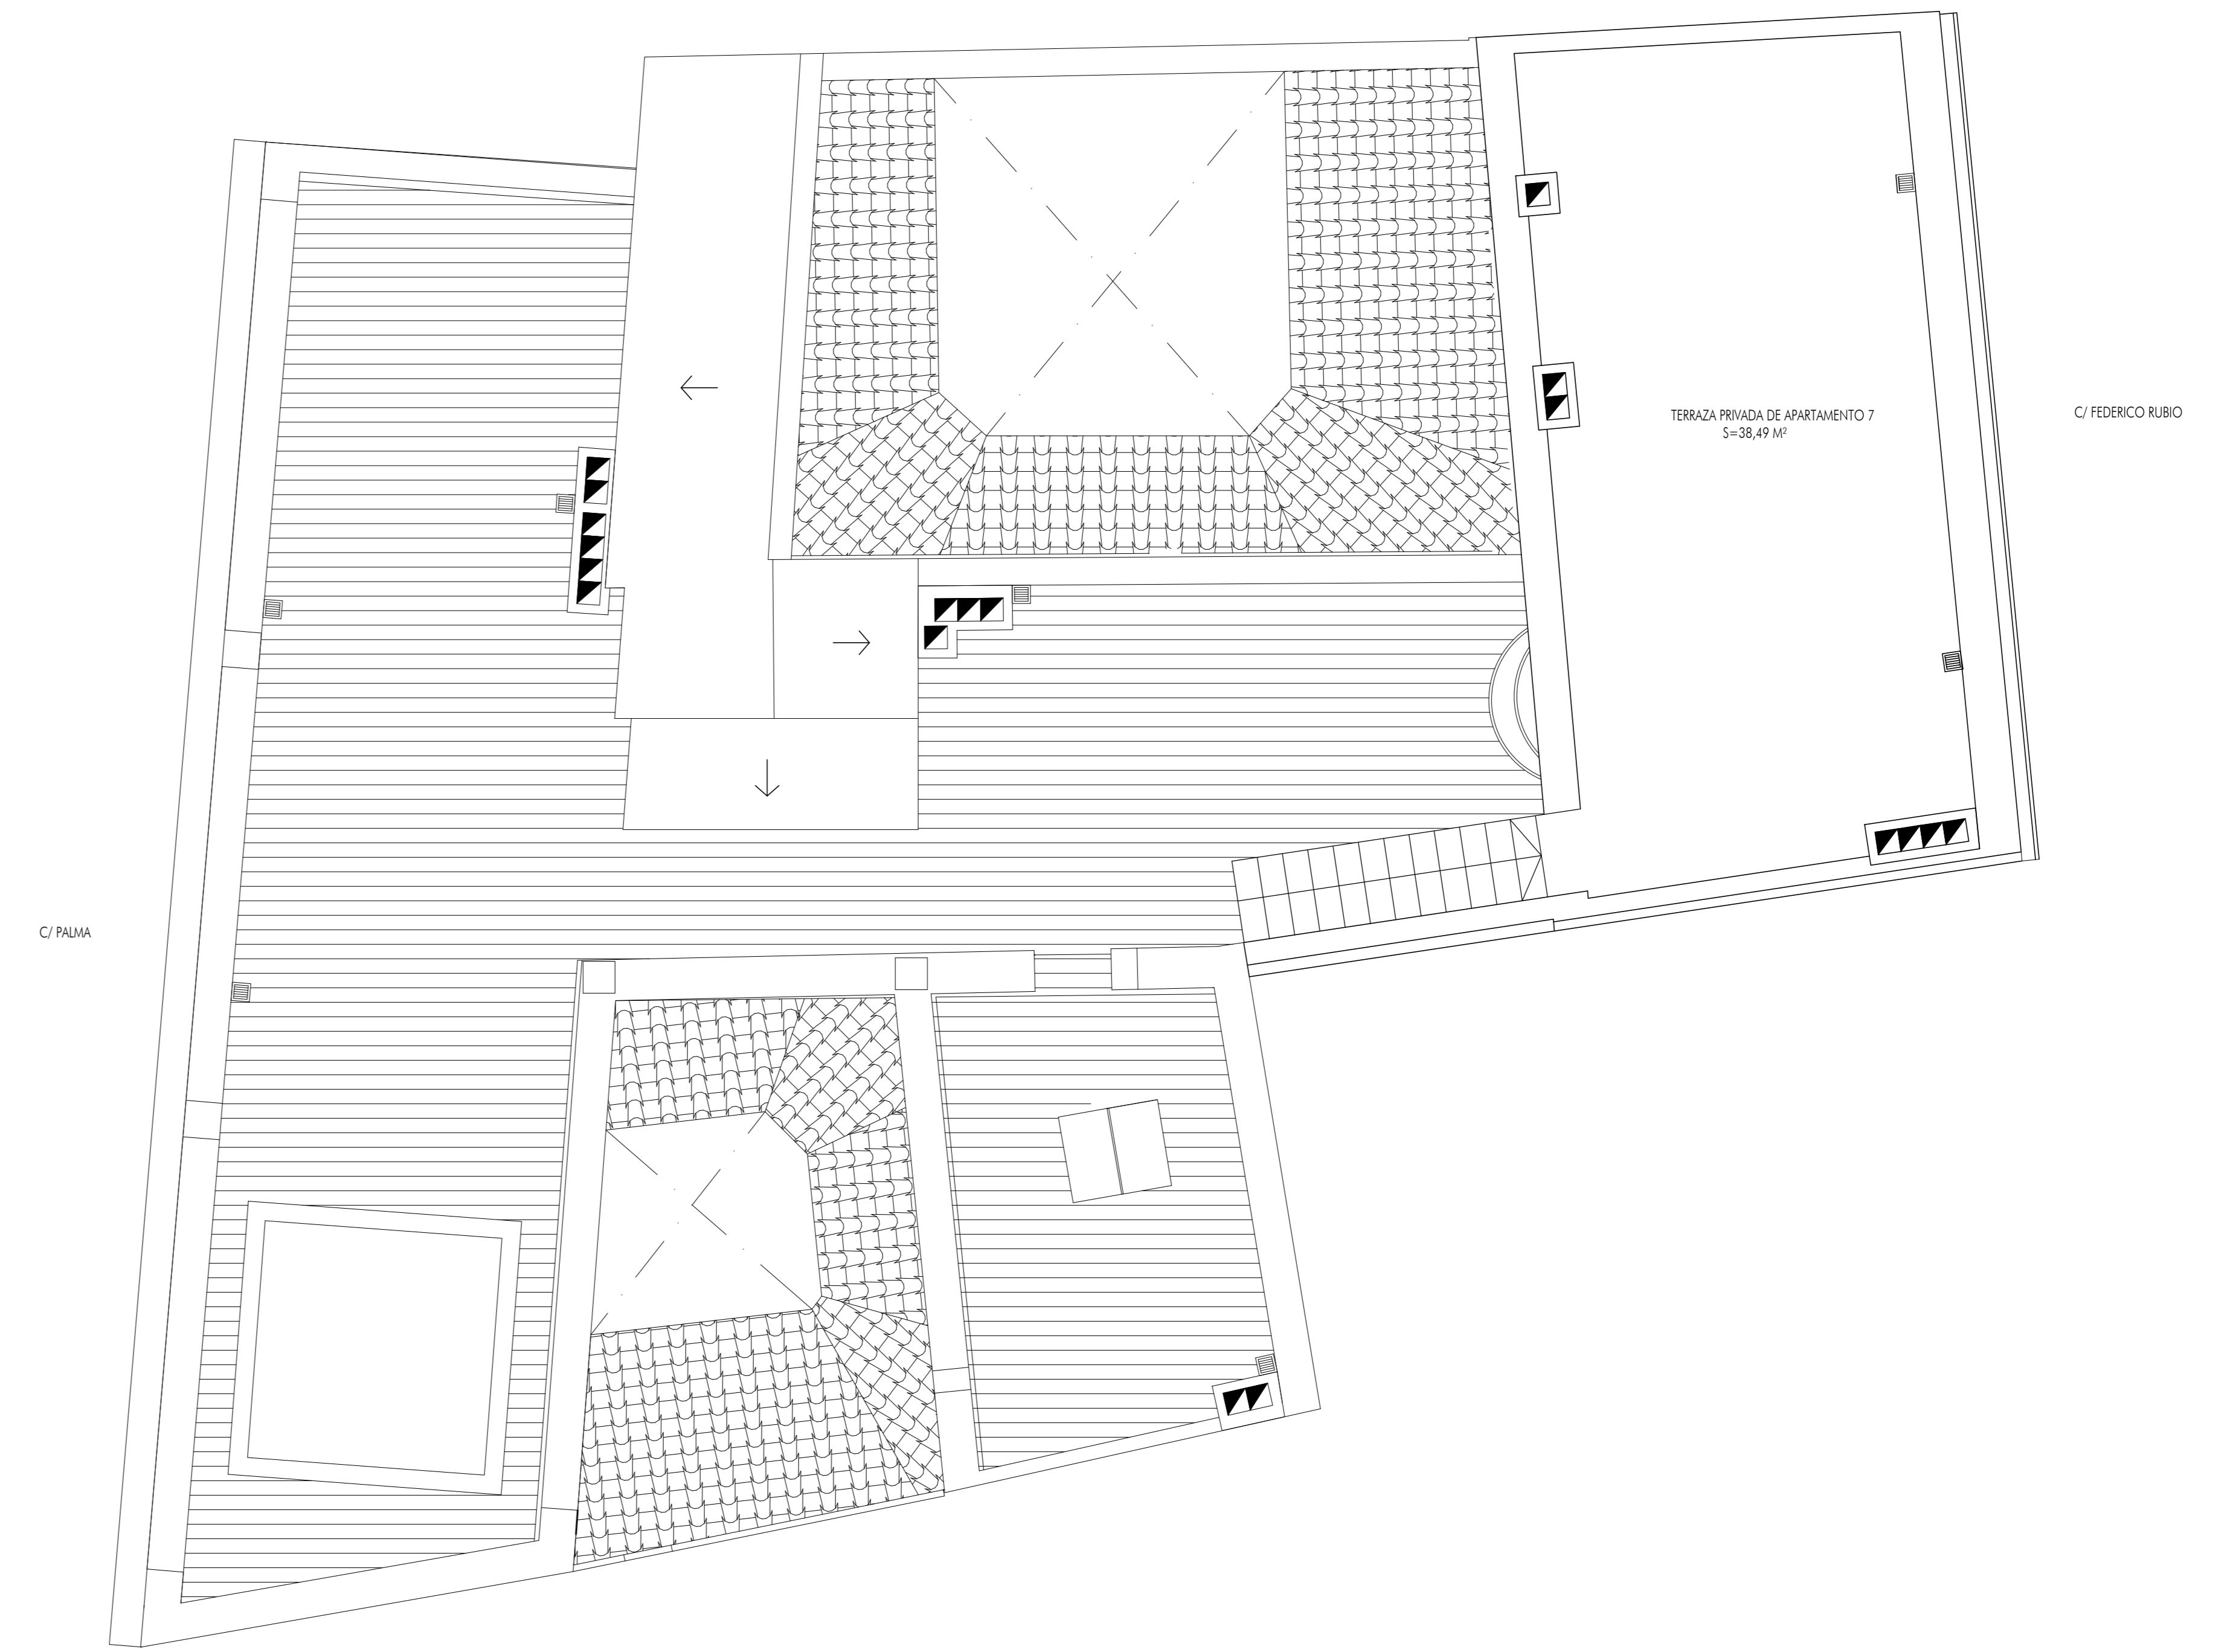 TERRAZA PRIVADA DE APARTAMENTO 7
S=38,49 M²
C/ FEDERICO RUBIO
C/ PALMA